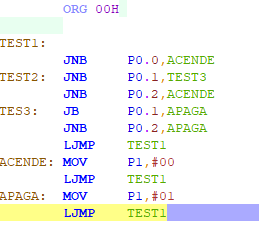 ORG 00H
TEST1:
JNB P0.0,ACENDE
TEST2: JNB P0.1,TEST3
JNB P0.2,ACENDE
TES3: JB P0.1,APAGA
JNB P0.2,APAGA
LJMP TEST1
ACENDE: MOV P1,#00
LJMP TEST1
APAGA: MOV P1,#01
LJMP TEST1